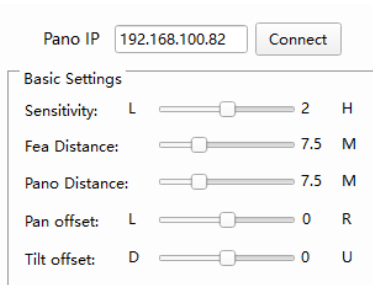 Pano IP 192.168.100.82 Connect
Basic Settings
Sensitivity: L 2 H
Fea Distance: 7.5 M
Pano Distance: 7.5 M
Pan offset: L 0 R
Tilt offset: D 0 U